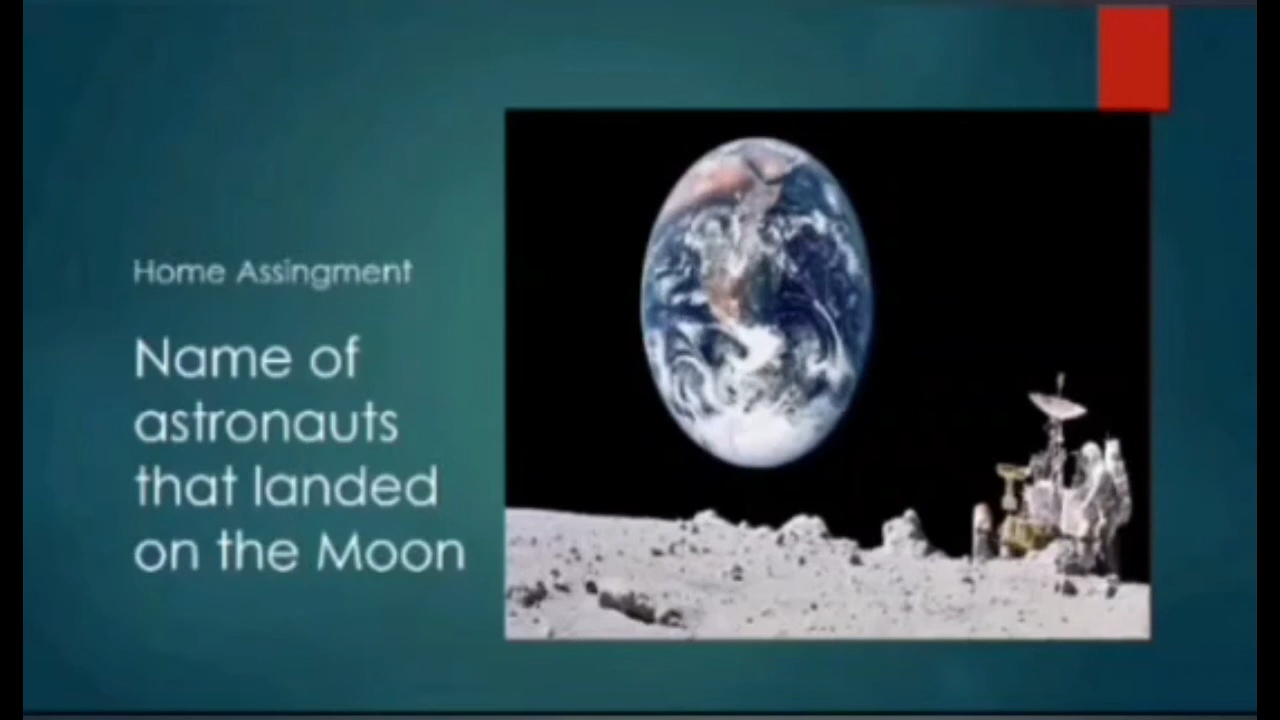 Home Assingment
Name of
astronauts
that landed
on the Moon